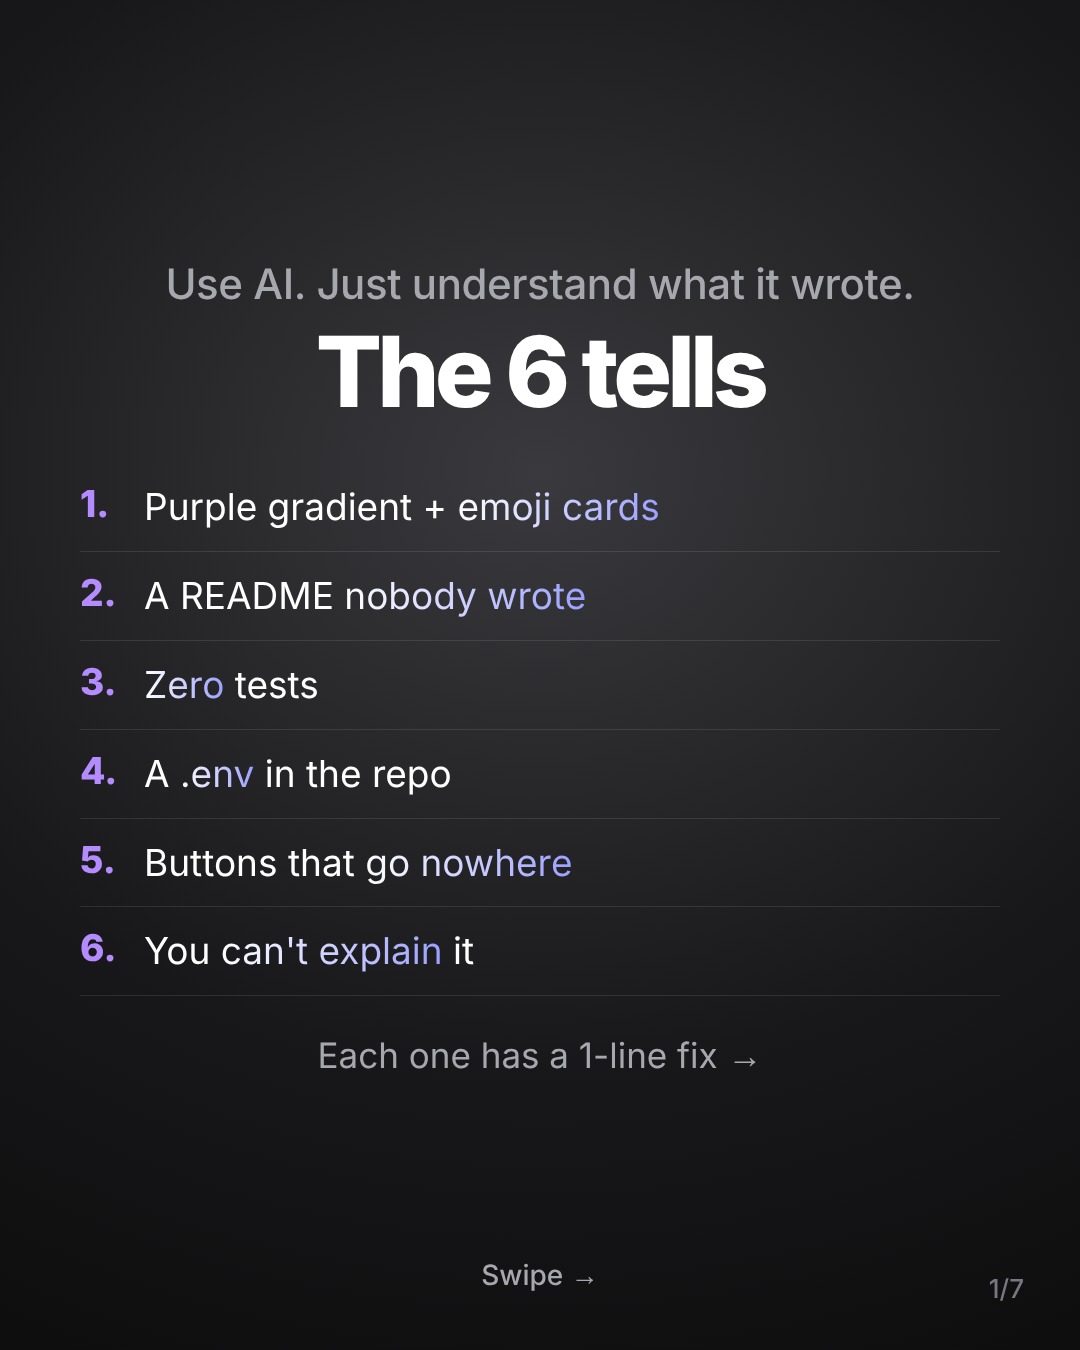 Use AI. Just understand what it wrote.
The 6 tells
1. Purple gradient + emoji cards
2. A README nobody wrote
3. Zero tests
4. A .env in the repo
5. Buttons that go nowhere
6. You can't explain it
Each one has a 1-line fix →
Swipe →
1/7